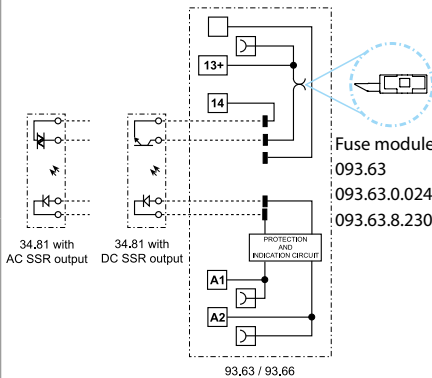 13+
14
Fuse module
093.63
093.63.0.024
093.63.8.230
34.81 with
AC SSR output
34.81 with
DC SSR output
PROTECTION
AND
INDICATION CIRCUIT
A1
A2
93.63 / 93.66